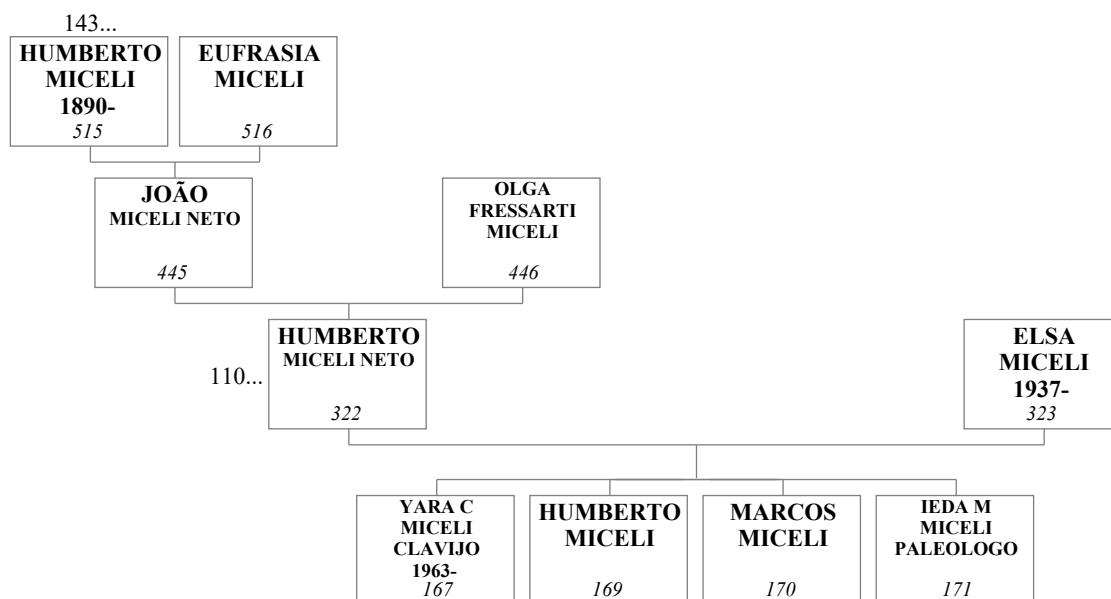 143...
HUMBERTO
MICELI
1890-
515
EUFRASIA
MICELI
516
JOÃO
MICELI NETO
445
OLGA
FRESSARTI
MICELI
446
110...
HUMBERTO
MICELI NETO
322
ELSA
MICELI
1937-
323
YARA C
MICELI
CLAVIJO
1963-
167
HUMBERTO
MICELI
169
MARCOS
MICELI
170
IEDA M
MICELI
PALEOLOGO
171